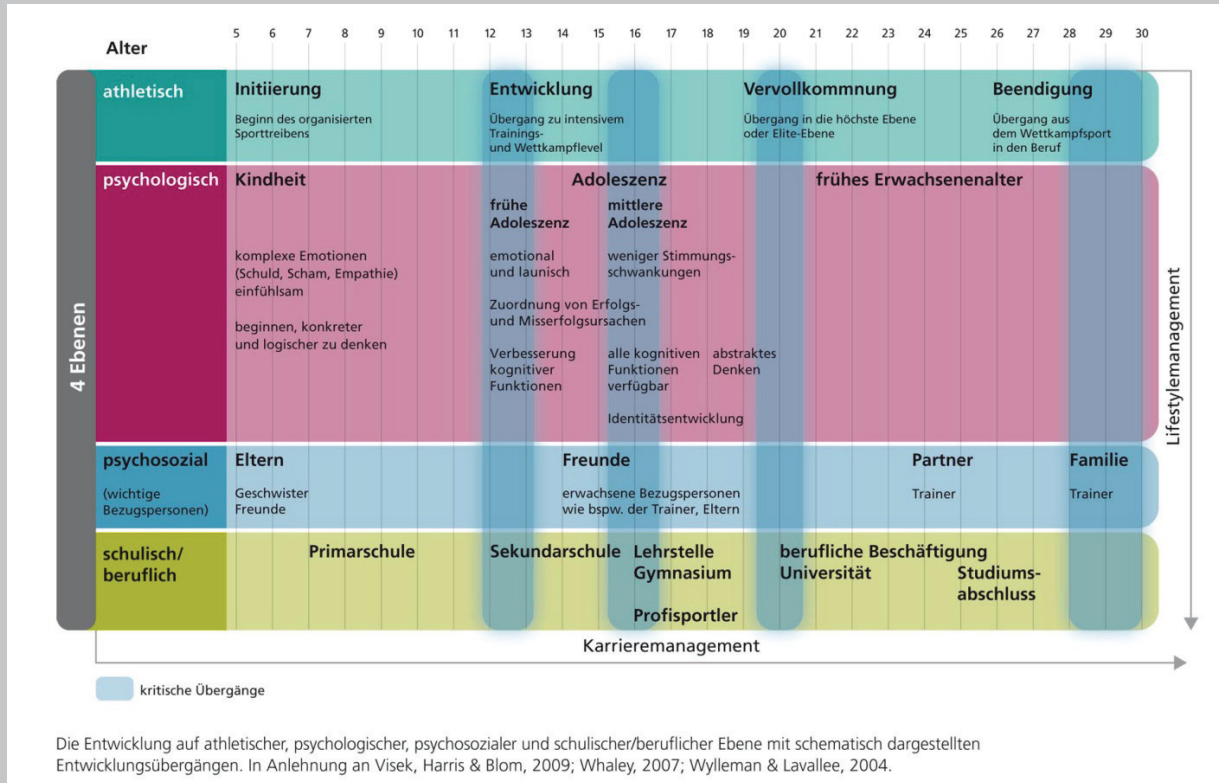 Alter
5 6 7 8 9 10 11 12 13 14 15 16 17 18 19 20 21 22 23 24 25 26 27 28 29 30
4 Ebenen
athletisch
Initiierung
Beginn des organisierten
Sporttreibens
Entwicklung
Übergang zu intensivem
Trainings-
und Wettkampflevel
Vervollkommnung
Übergang in die höchste Ebene
oder Elite-Ebene
Beendigung
Übergang aus
dem Wettkampfsport
in den Beruf
psychologisch
Kindheit
komplexe Emotionen
(Schuld, Scham, Empathie)
einfühlsam
beginnen, konkreter
und logischer zu denken
Adoleszenz
frühe
Adoleszenz
mittlere
Adoleszenz
emotional
und launisch
weniger Stimmungs-
schwankungen
Zuordnung von Erfolgs-
und Misserfolgsursachen
Verbesserung
kognitiver
Funktionen
alle kognitiven
Funktionen
verfügbar
abstraktes
Denken
Identitätsentwicklung
frühes Erwachsenenalter
psychosozial
(wichtige
Bezugspersonen)
Eltern
Geschwister
Freunde
Freunde
erwachsene Bezugspersonen
wie bspw. der Trainer, Eltern
Partner
Trainer
Familie
Trainer
schulisch/
beruflich
Primarschule
Sekundarschule
Lehrstelle
Gymnasium
Profisportler
berufliche Beschäftigung
Universität
Studiums-
abschluss
Lifestylemanagement
Karrieremanagement
kritische Übergänge
Die Entwicklung auf athletischer, psychologischer, psychosozialer und schulischer/beruflicher Ebene mit schematisch dargestellten
Entwicklungsübergängen. In Anlehnung an Visek, Harris & Blom, 2009; Whaley, 2007; Wylleman & Lavallee, 2004.